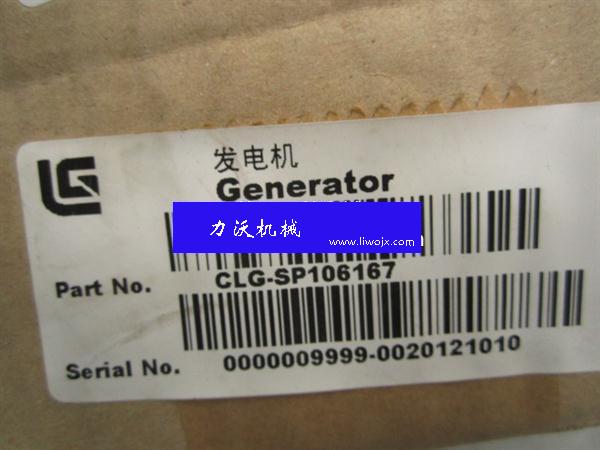 LG
发电机
Generator
力沃机械
www.liwojx.com
Part No.
CLG-SP106167
Serial No.
0000009999-0020121010